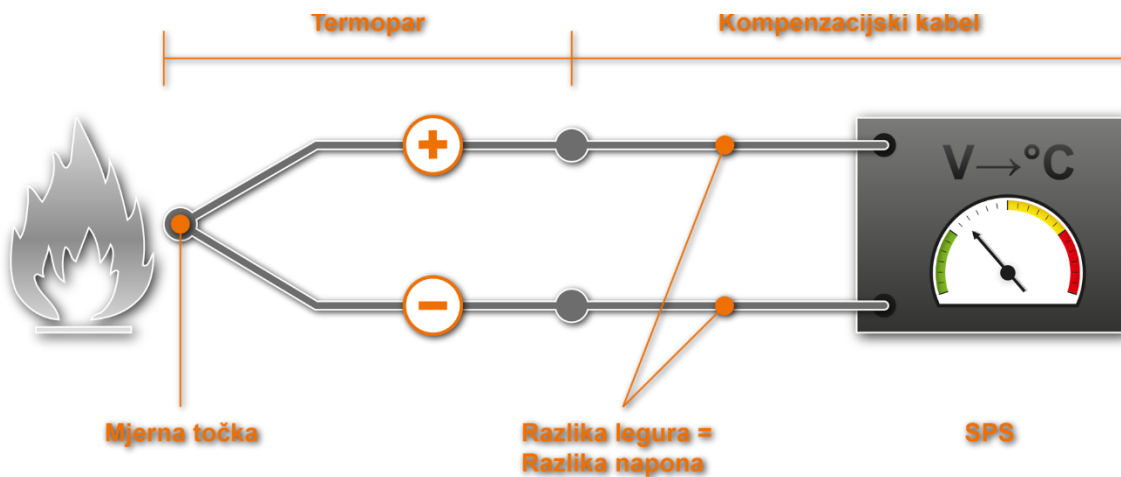 Termopar
Kompenzacijski kabel
+
V→°C
−
Mjerna točka
Razlika legura =
Razlika napona
SPS